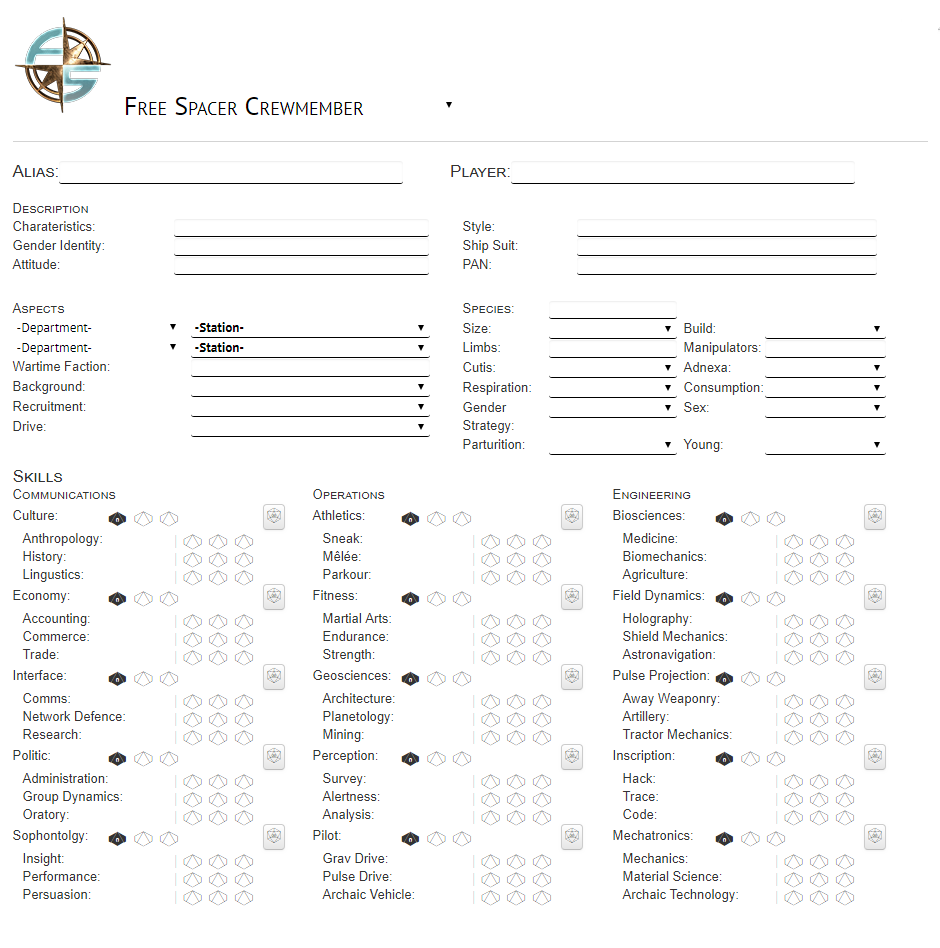 FS
Free Spacer Crewmember
Alias:
Player:
Description
Charateristics:
Style:
Gender Identity:
Ship Suit:
Attitude:
PAN:
Aspects
Species:
-Department- -Station-
Size: Build:
-Department- -Station-
Limbs: Manipulators:
Wartime Faction:
Cutis: Adnexa:
Background:
Respiration: Consumption:
Recruitment:
Gender Strategy: Sex:
Drive:
Parturition: Young:
Skills
Communications
Operations
Engineering
Culture: n
Athletics: n
Biosciences: n
Anthropology:
Sneak:
Medicine:
History:
Mêlée:
Biomechanics:
Lingustics:
Parkour:
Agriculture:
Economy: n
Fitness: n
Field Dynamics: n
Accounting:
Martial Arts:
Holography:
Commerce:
Endurance:
Shield Mechanics:
Trade:
Strength:
Astronavigation:
Interface: n
Geosciences: n
Pulse Projection: n
Comms:
Architecture:
Away Weaponry:
Network Defence:
Planetology:
Artillery:
Research:
Mining:
Tractor Mechanics:
Politic: n
Perception: n
Inscription: n
Administration:
Survey:
Hack:
Group Dynamics:
Alertness:
Trace:
Oratory:
Analysis:
Code:
Sophontolgy: n
Pilot: n
Mechatronics: n
Insight:
Grav Drive:
Mechanics:
Performance:
Pulse Drive:
Material Science:
Persuasion:
Archaic Vehicle:
Archaic Technology: